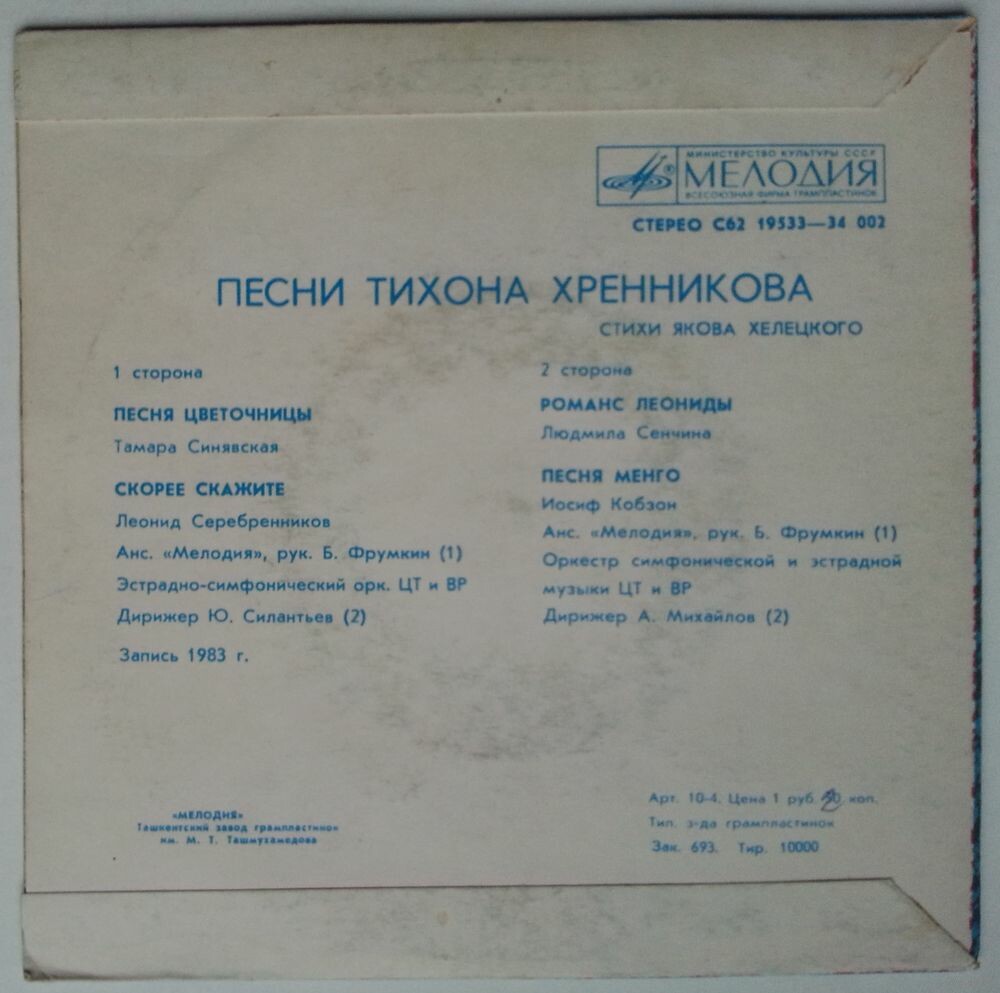 МИНИСТЕРСТВО КУЛЬТУРЫ СССР
МЕЛОДИЯ
ВСЕСОЮЗНАЯ ФИРМА ГРАМПЛАСТИНОК
СТЕРЕО С62 19533—34 002
ПЕСНИ ТИХОНА ХРЕННИКОВА
СТИХИ ЯКОВА ХЕЛЕЦКОГО
1 сторона
ПЕСНЯ ЦВЕТОЧНИЦЫ
Тамара Синявская
СКОРЕЕ СКАЖИТЕ
Леонид Серебренников
Анс. «Мелодия», рук. Б. Фрумкин (1)
Эстрадно-симфонический орк. ЦТ и ВР
Дирижер Ю. Силантьев (2)
Запись 1983 г.
2 сторона
РОМАНС ЛЕОНИДЫ
Людмила Сенчина
ПЕСНЯ МЕНГО
Иосиф Кобзон
Анс. «Мелодия», рук. Б. Фрумкин (1)
Оркестр симфонической и эстрадной
музыки ЦТ и ВР
Дирижер А. Михайлов (2)
«МЕЛОДИЯ»
Ташкентский завод грампластинок
им. М. Т. Ташмухамедова
Арт. 10-4. Цена 1 руб. коп.
Тип. з-да грампластинок
Зак. 693. Тир. 10000